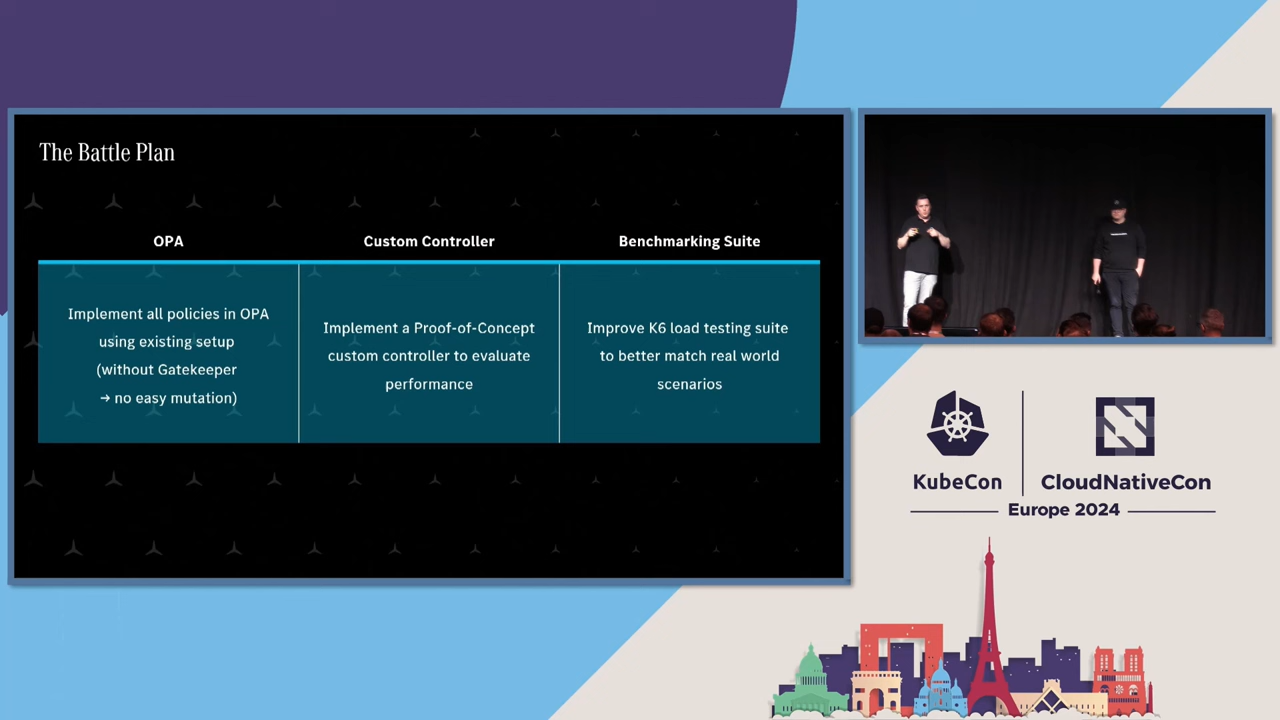 The Battle Plan
OPA
Custom Controller
Benchmarking Suite
Implement all policies in OPA
using existing setup
(without Gatekeeper
→ no easy mutation)
Implement a Proof-of-Concept
custom controller to evaluate
performance
Improve K6 load testing suite
to better match real world
scenarios
KubeCon
CloudNativeCon
Europe 2024